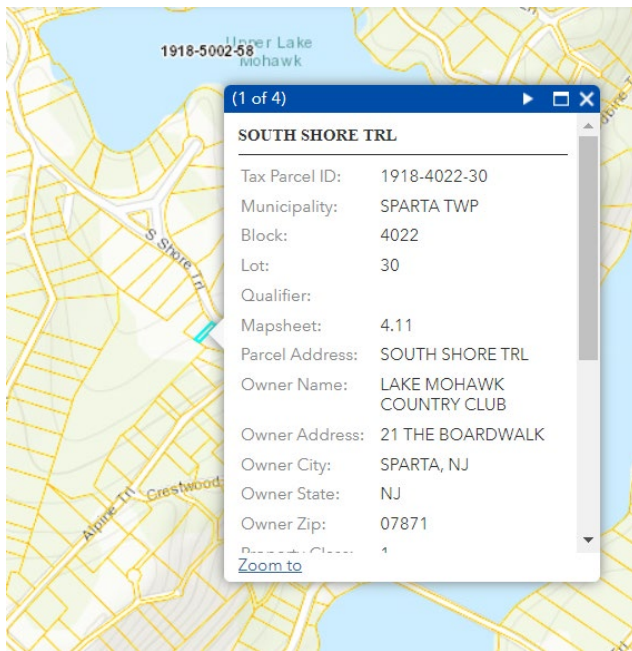 Upper Lake
Mohawk
1918-5002-58
(1 of 4)
SOUTH SHORE TRL
Tax Parcel ID: 1918-4022-30
Municipality: SPARTA TWP
Block: 4022
Lot: 30
Qualifier:
Mapsheet: 4.11
Parcel Address: SOUTH SHORE TRL
Owner Name: LAKE MOHAWK
COUNTRY CLUB
Owner Address: 21 THE BOARDWALK
Owner City: SPARTA, NJ
Owner State: NJ
Owner Zip: 07871
Property Class: 1
Zoom to
S Shore Trl
Alpine Trl
Crestwood